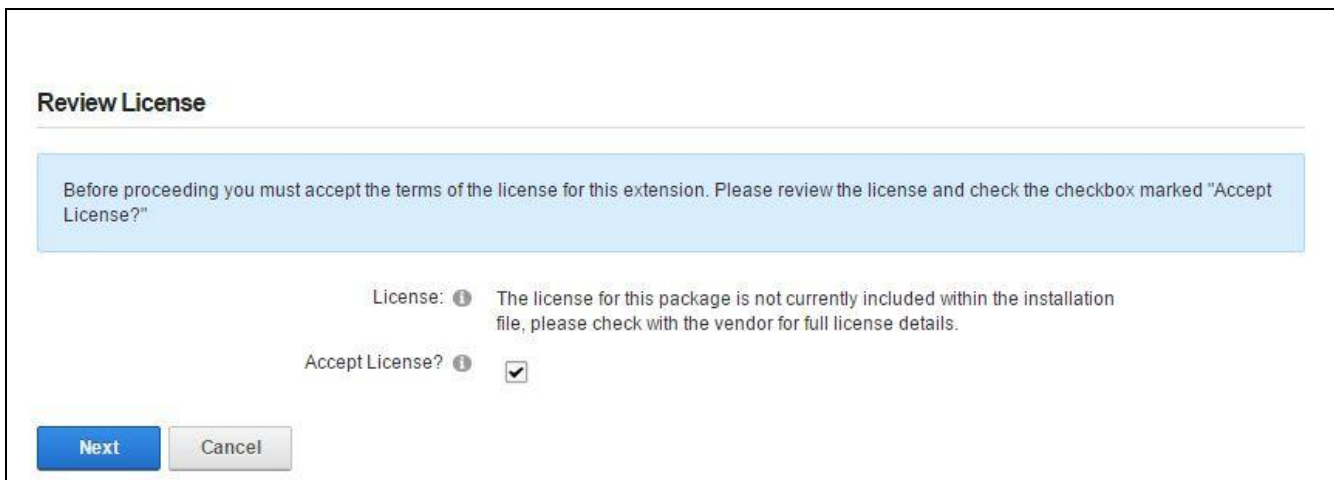 Review License
Before proceeding you must accept the terms of the license for this extension. Please review the license and check the checkbox marked "Accept
License?"
License: The license for this package is not currently included within the installation
file, please check with the vendor for full license details.
Accept License?
Next Cancel